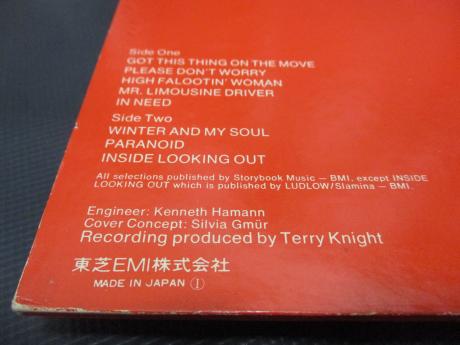 Side One
GOT THIS THING ON THE MOVE
PLEASE DON'T WORRY
HIGH FALOOTIN' WOMAN
MR. LIMOUSINE DRIVER
IN NEED
Side Two
WINTER AND MY SOUL
PARANOID
INSIDE LOOKING OUT
All selections published by Storybook Music – BMI, except INSIDE
LOOKING OUT which is published by LUDLOW/Slamina – BMI.
Engineer: Kenneth Hamann
Cover Concept: Silvia Gmür
Recording produced by Terry Knight
東芝EMI株式会社
MADE IN JAPAN Ⓘ